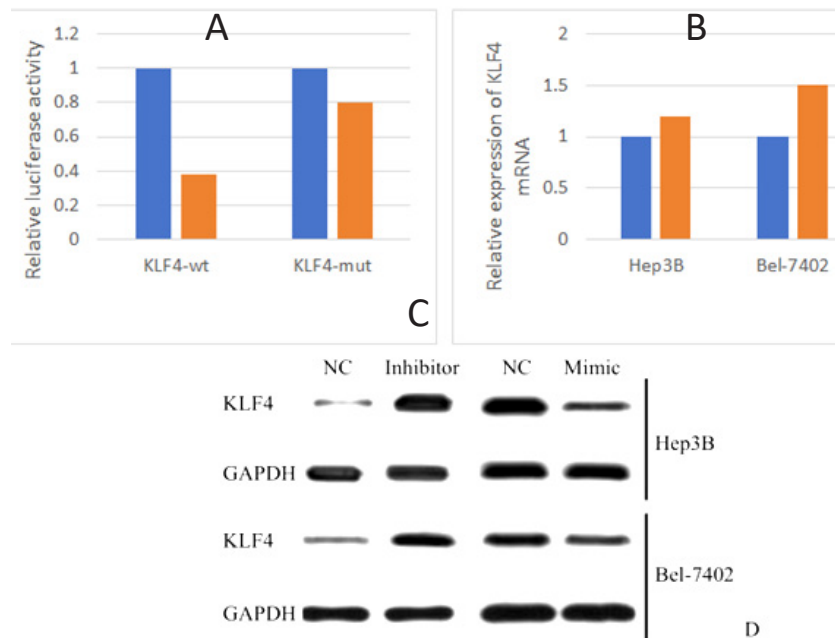 A
Relative luciferase activity
1.2
1
0.8
0.6
0.4
0.2
0
KLF4-wt
KLF4-mut
B
Relative expression of KLF4
mRNA
2
1.5
1
0.5
0
Hep3B
Bel-7402
C
NC Inhibitor NC Mimic
KLF4
GAPDH
Hep3B
KLF4
GAPDH
Bel-7402
D